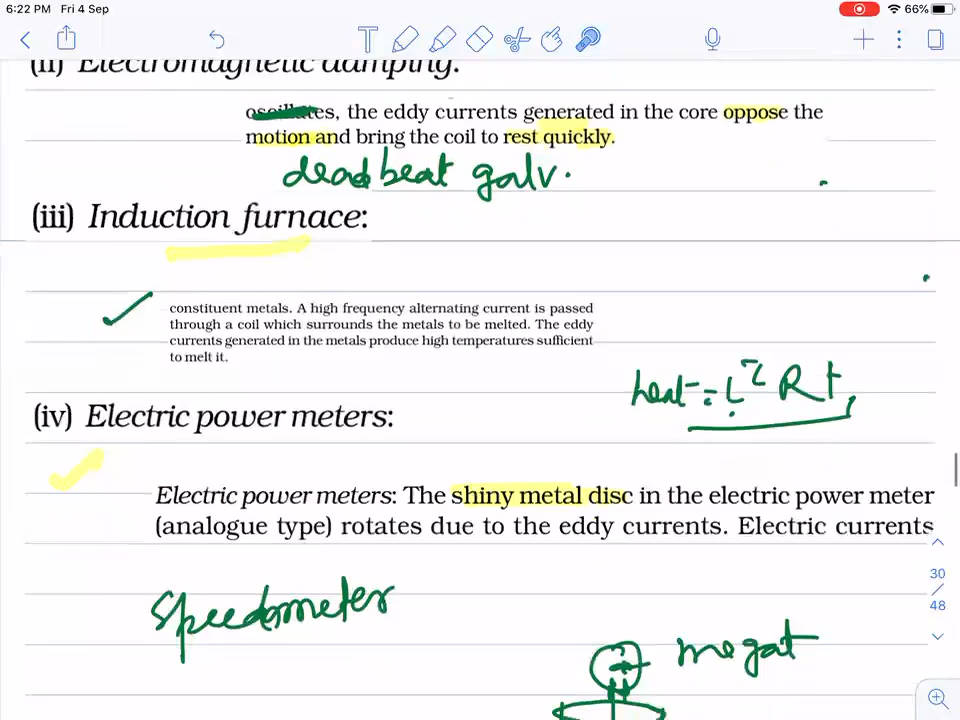 6:22 PM Fri 4 Sep
66%
(ii) Electromagnetic damping:
oscillates, the eddy currents generated in the core oppose the
motion and bring the coil to rest quickly.
dead beat galv.
(iii) Induction furnace:
constituent metals. A high frequency alternating current is passed
through a coil which surrounds the metals to be melted. The eddy
currents generated in the metals produce high temperatures sufficient
to melt it.
heat = i² R t
(iv) Electric power meters:
Electric power meters: The shiny metal disc in the electric power meter
(analogue type) rotates due to the eddy currents. Electric currents
30
/
48
Speedometer